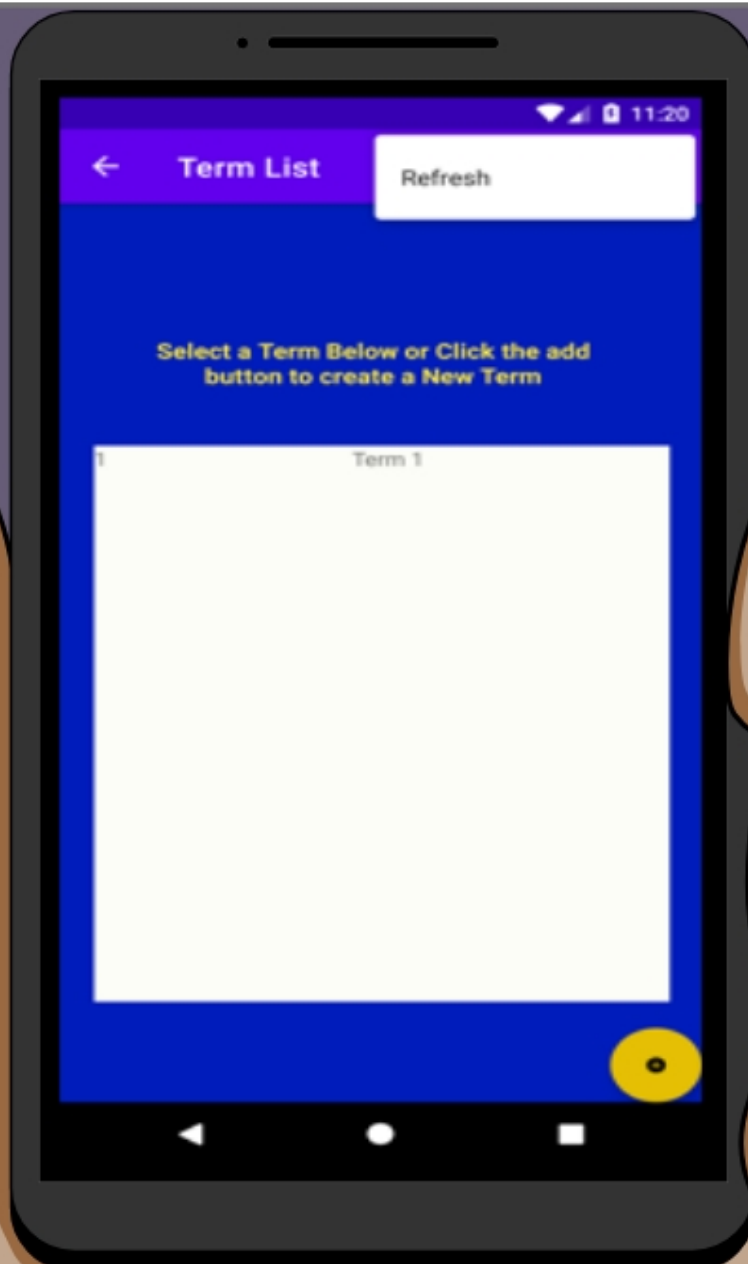 11:20
Term List
Refresh
Select a Term Below or Click the add
button to create a New Term
1 Term 1